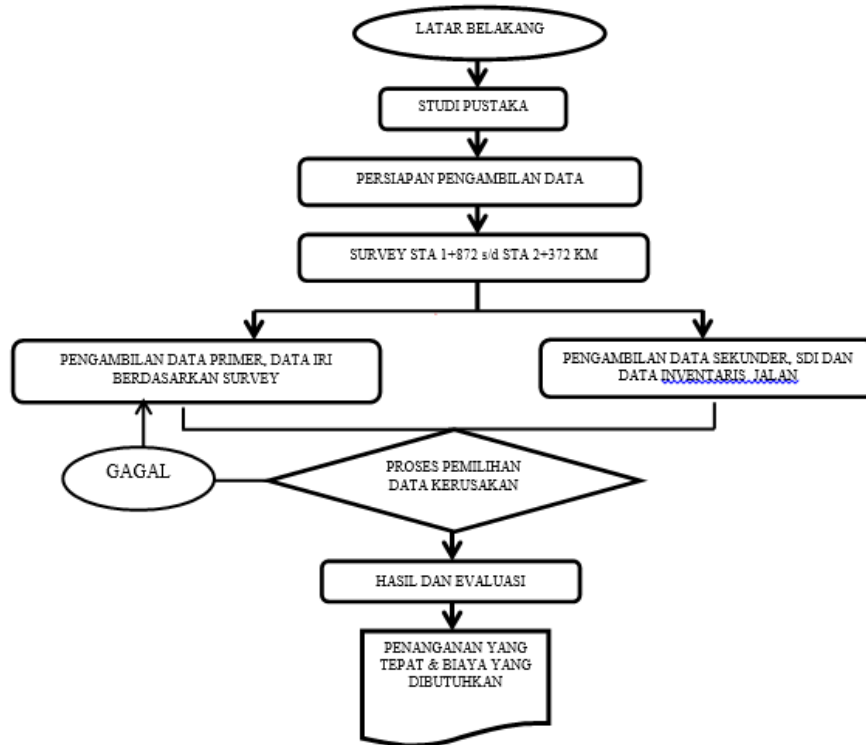 LATAR BELAKANG
STUDI PUSTAKA
PERSIAPAN PENGAMBILAN DATA
SURVEY STA 1+872 s/d STA 2+372 KM
PENGAMBILAN DATA PRIMER, DATA IRI
BERDASARKAN SURVEY
PENGAMBILAN DATA SEKUNDER, SDI DAN
DATA INVENTARIS JALAN
GAGAL
PROSES PEMILIHAN
DATA KERUSAKAN
HASIL DAN EVALUASI
PENANGANAN YANG
TEPAT & BIAYA YANG
DIBUTUHKAN